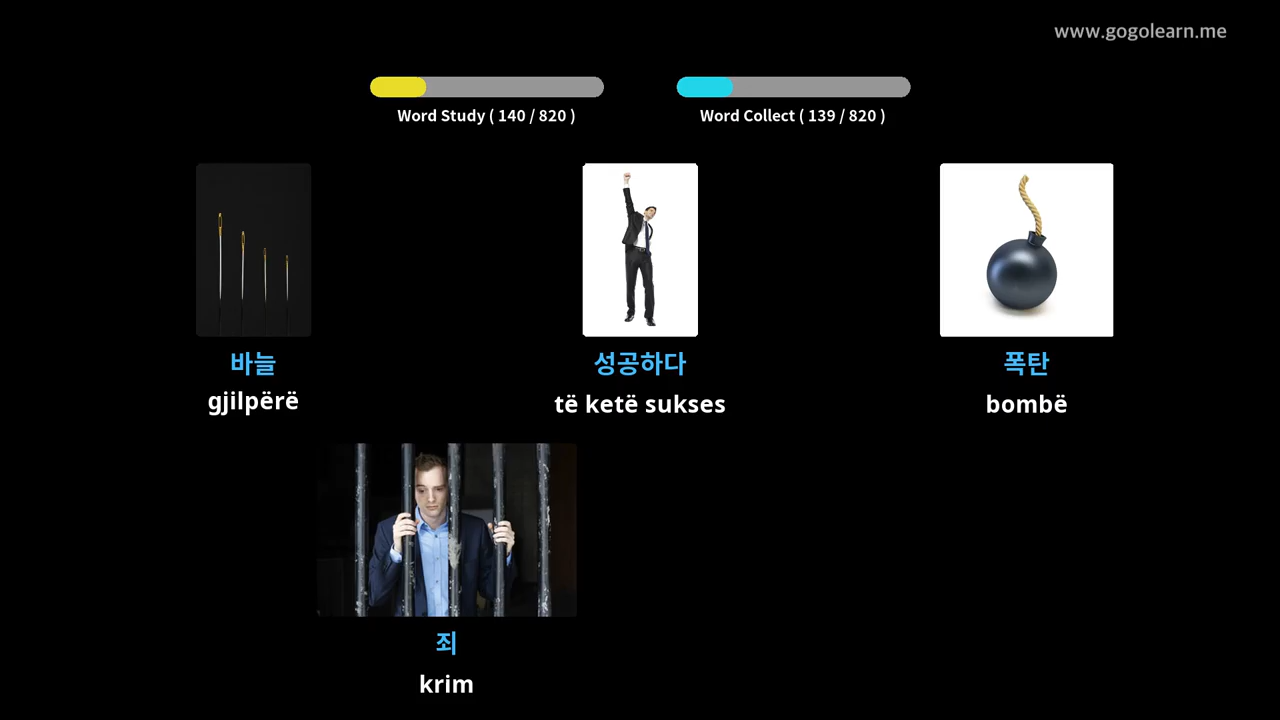 www.gogolearn.me
Word Study ( 140 / 820 )
Word Collect ( 139 / 820 )
바늘
gjilpërë
성공하다
të ketë sukses
폭탄
bombë
죄
krim